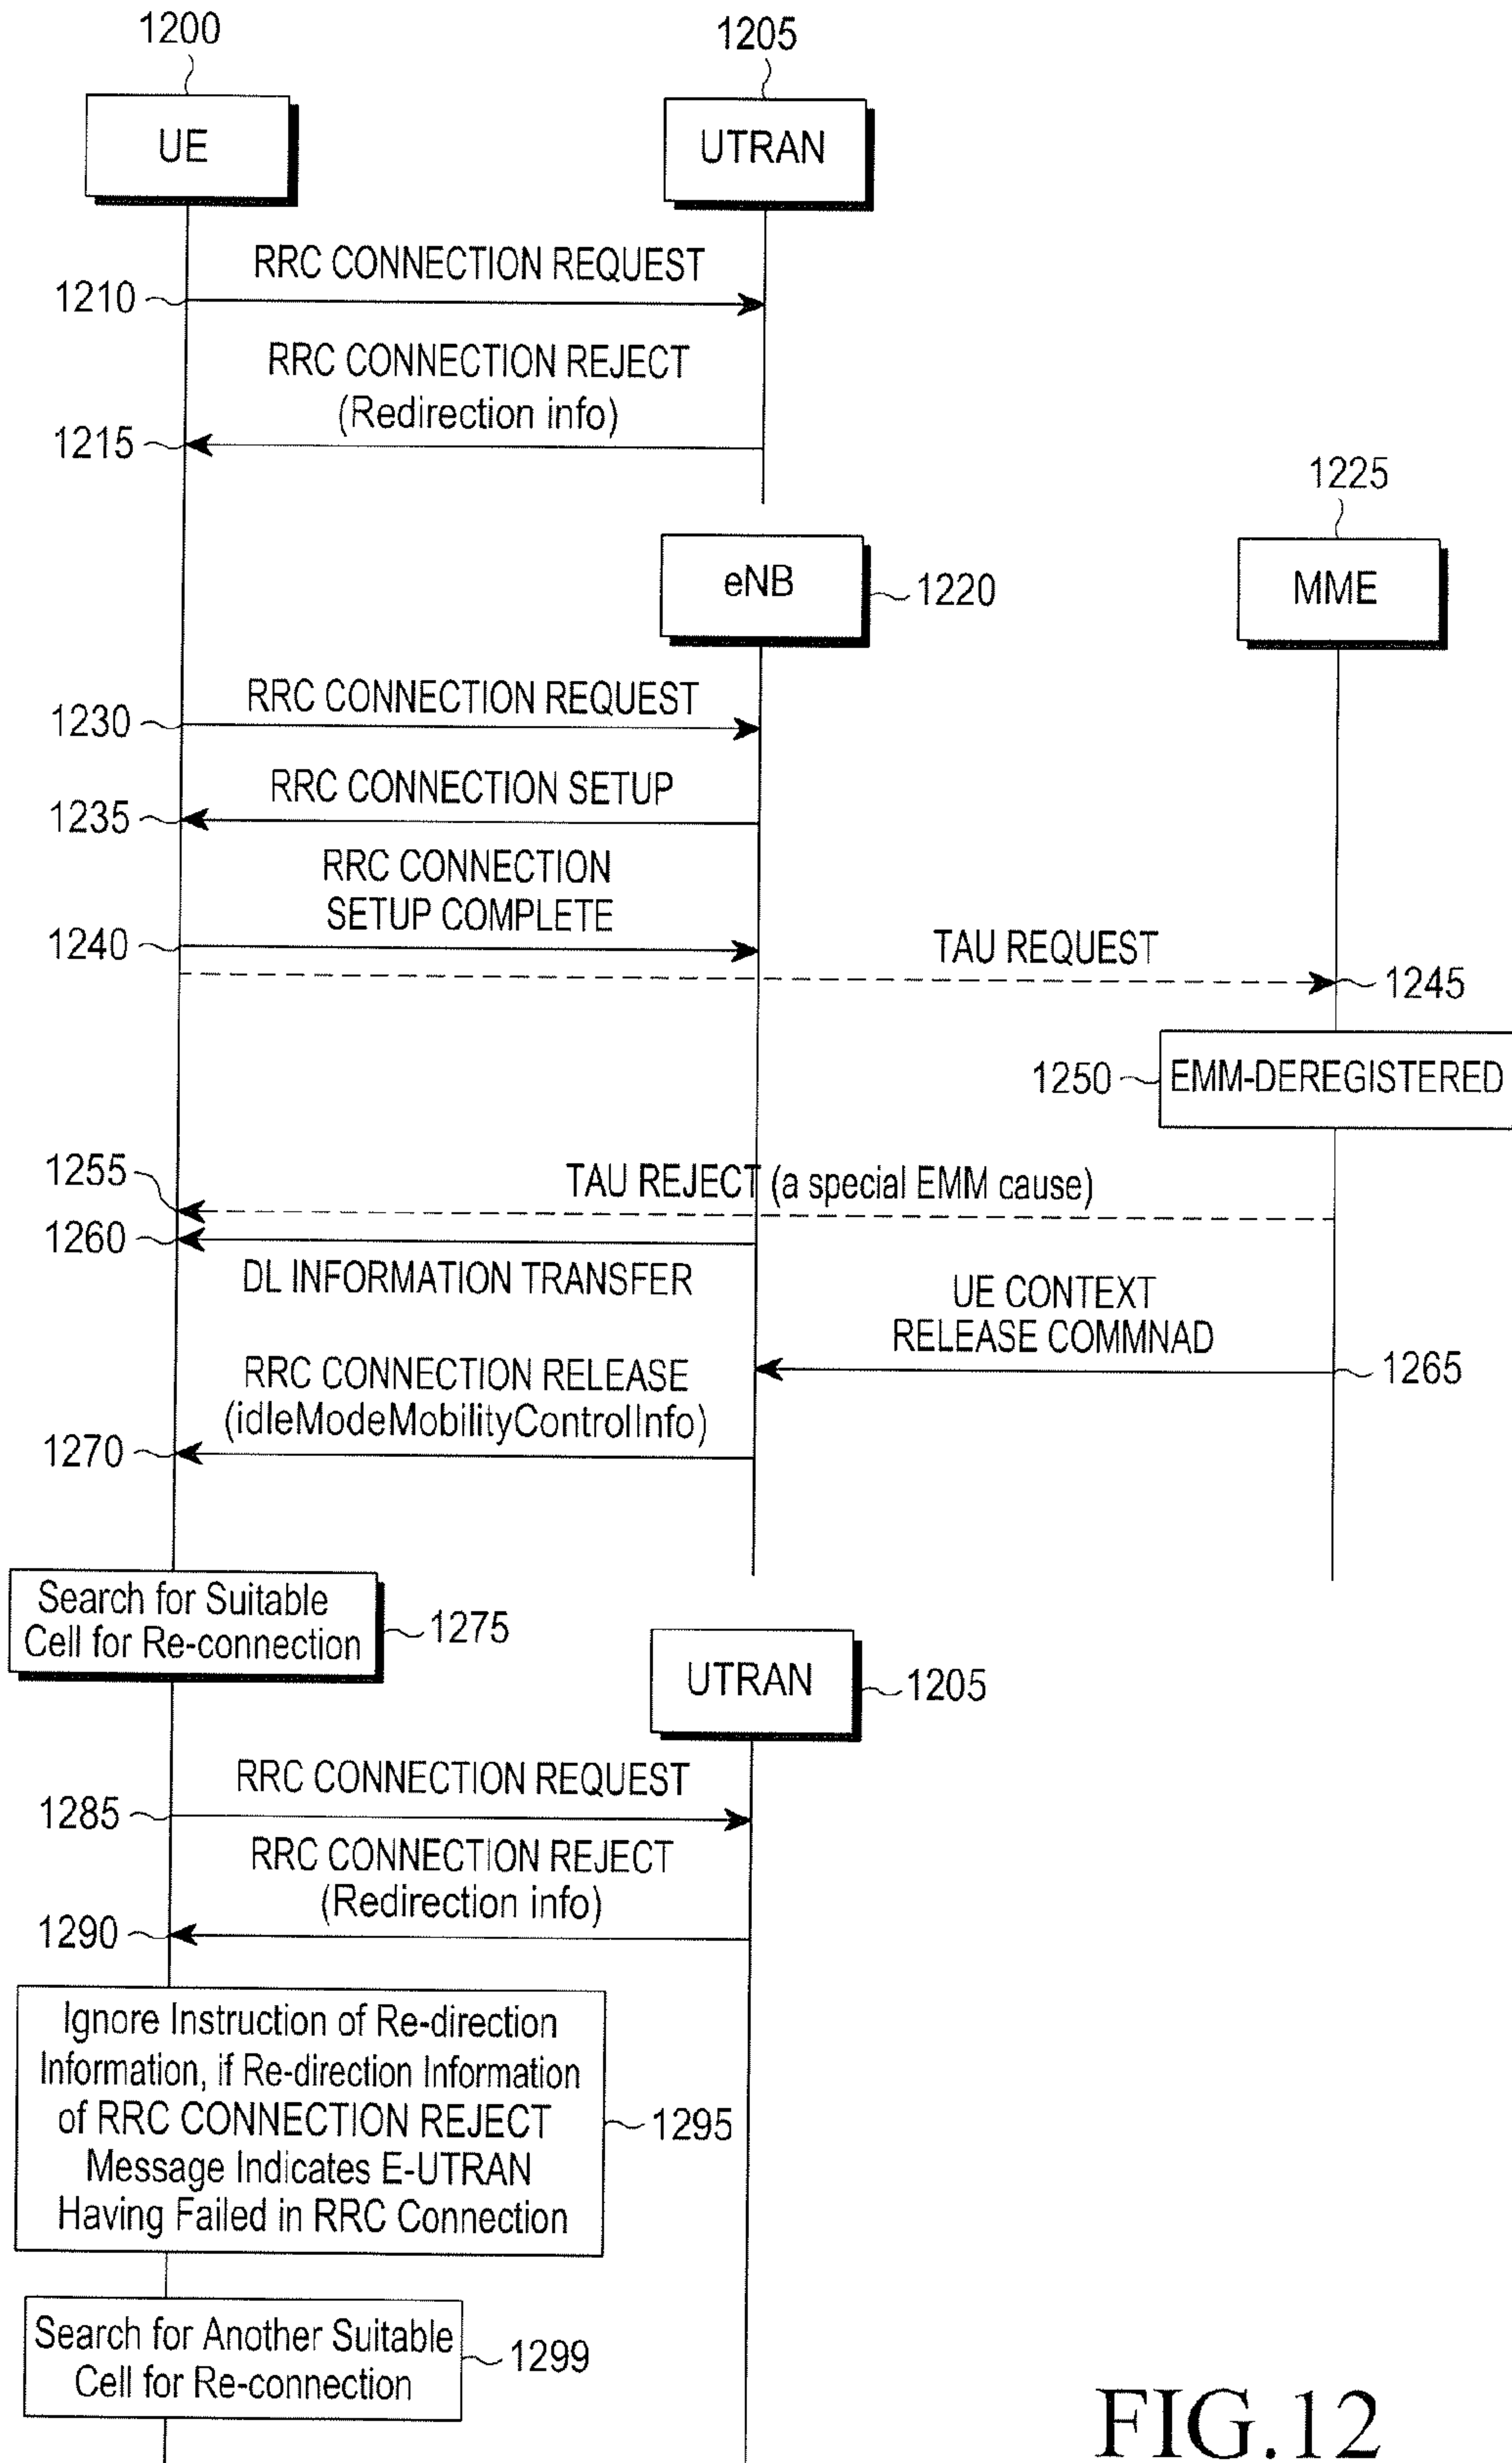 1200
1205
UE
UTRAN
RRC CONNECTION REQUEST
1210
RRC CONNECTION REJECT
(Redirection info)
1215
1225
eNB
1220
MME
RRC CONNECTION REQUEST
1230
RRC CONNECTION SETUP
1235
RRC CONNECTION
SETUP COMPLETE
1240
TAU REQUEST
1245
1250
EMM-DEREGISTERED
1255
TAU REJECT (a special EMM cause)
1260
DL INFORMATION TRANSFER
UE CONTEXT
RELEASE COMMNAD
1265
RRC CONNECTION RELEASE
(idleModeMobilityControlInfo)
1270
Search for Suitable
Cell for Re-connection
1275
UTRAN
1205
RRC CONNECTION REQUEST
1285
RRC CONNECTION REJECT
(Redirection info)
1290
Ignore Instruction of Re-direction
Information, if Re-direction Information
of RRC CONNECTION REJECT
Message Indicates E-UTRAN
Having Failed in RRC Connection
1295
Search for Another Suitable
Cell for Re-connection
1299
FIG.12